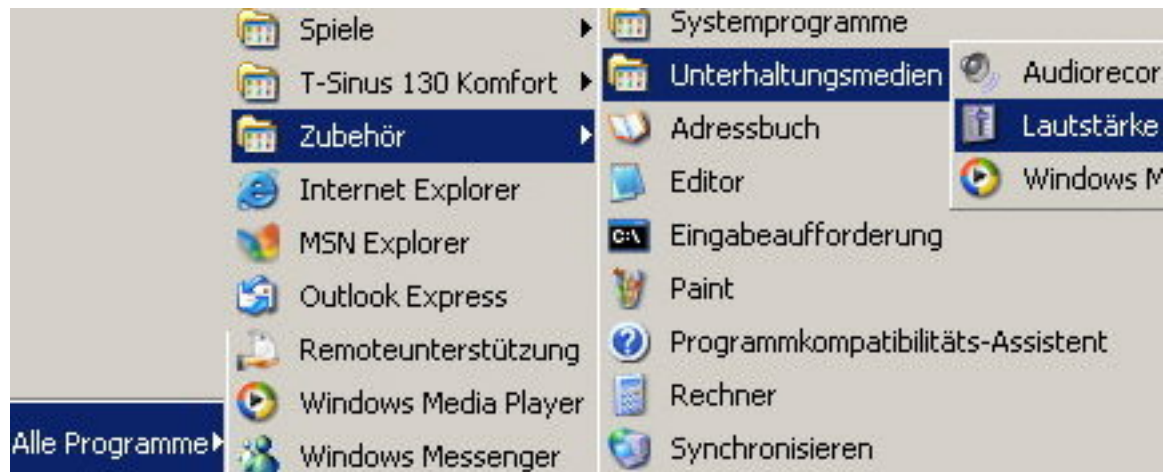 Spiele
T-Sinus 130 Komfort
Zubehör
Internet Explorer
MSN Explorer
Outlook Express
Remoteunterstützung
Windows Media Player
Windows Messenger
Alle Programme
Systemprogramme
Unterhaltungsmedien
Adressbuch
Editor
Eingabeaufforderung
Paint
Programmkompatibilitäts-Assistent
Rechner
Synchronisieren
Audiorecor
Lautstärke
Windows M